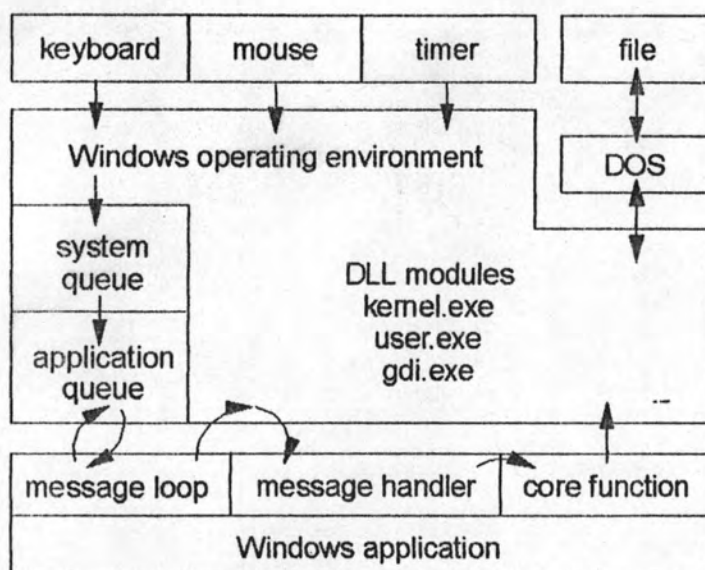 keyboard
mouse
timer
file
Windows operating environment
DOS
system
queue
DLL modules
kernel.exe
user.exe
gdi.exe
application
queue
message loop
message handler
core function
Windows application